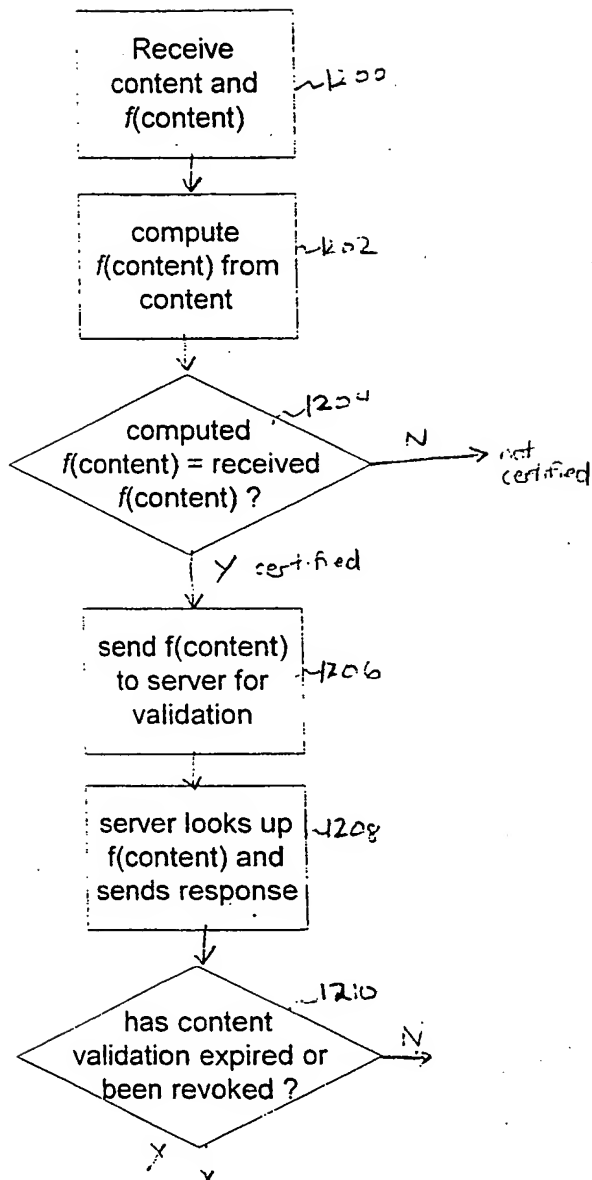 Receive
content and
f(content)
1200
compute
f(content) from
content
1202
1204
computed
f(content) = received
f(content) ?
N
not
certified
Y certified
send f(content)
to server for
validation
1206
server looks up
f(content) and
sends response
1208
1210
has content
validation expired or
been revoked ?
N
Y
Y